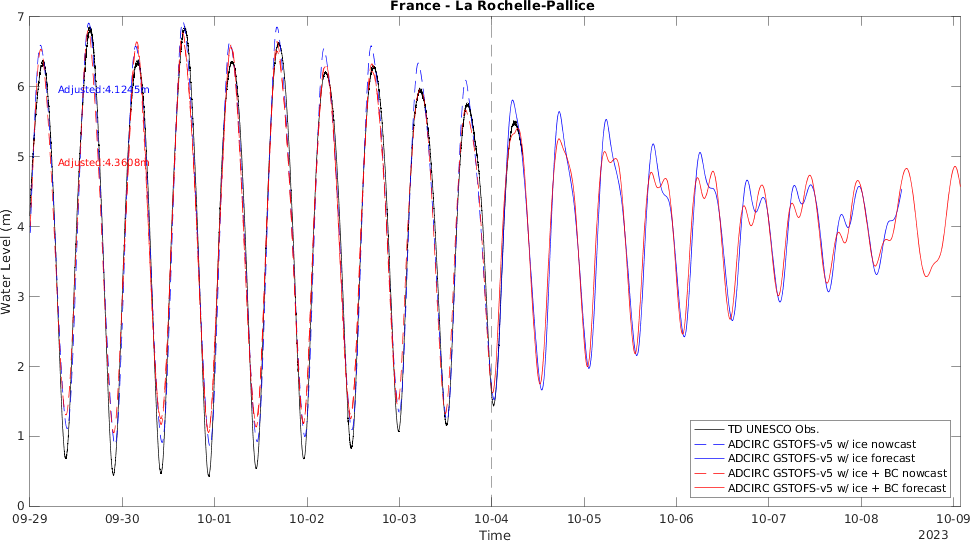 France - La Rochelle-Pallice
7
6
5
4
3
2
1
0
Water Level (m)
Adjusted:4.1245m
Adjusted:4.3608m
TD UNESCO Obs.
ADCIRC GSTOFS-v5 w/ ice nowcast
ADCIRC GSTOFS-v5 w/ ice forecast
ADCIRC GSTOFS-v5 w/ ice + BC nowcast
ADCIRC GSTOFS-v5 w/ ice + BC forecast
09-29 09-30 10-01 10-02 10-03 10-04 10-05 10-06 10-07 10-08 10-09
Time
2023